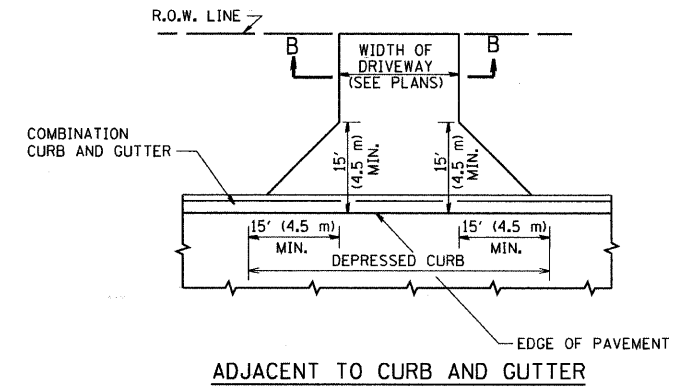 R.O.W. LINE
B
B
WIDTH OF
DRIVEWAY
(SEE PLANS)
COMBINATION
CURB AND GUTTER
15'
(4.5 m)
MIN.
15'
(4.5 m)
MIN.
15' (4.5 m)
MIN.
15' (4.5 m)
MIN.
DEPRESSED CURB
EDGE OF PAVEMENT
ADJACENT TO CURB AND GUTTER